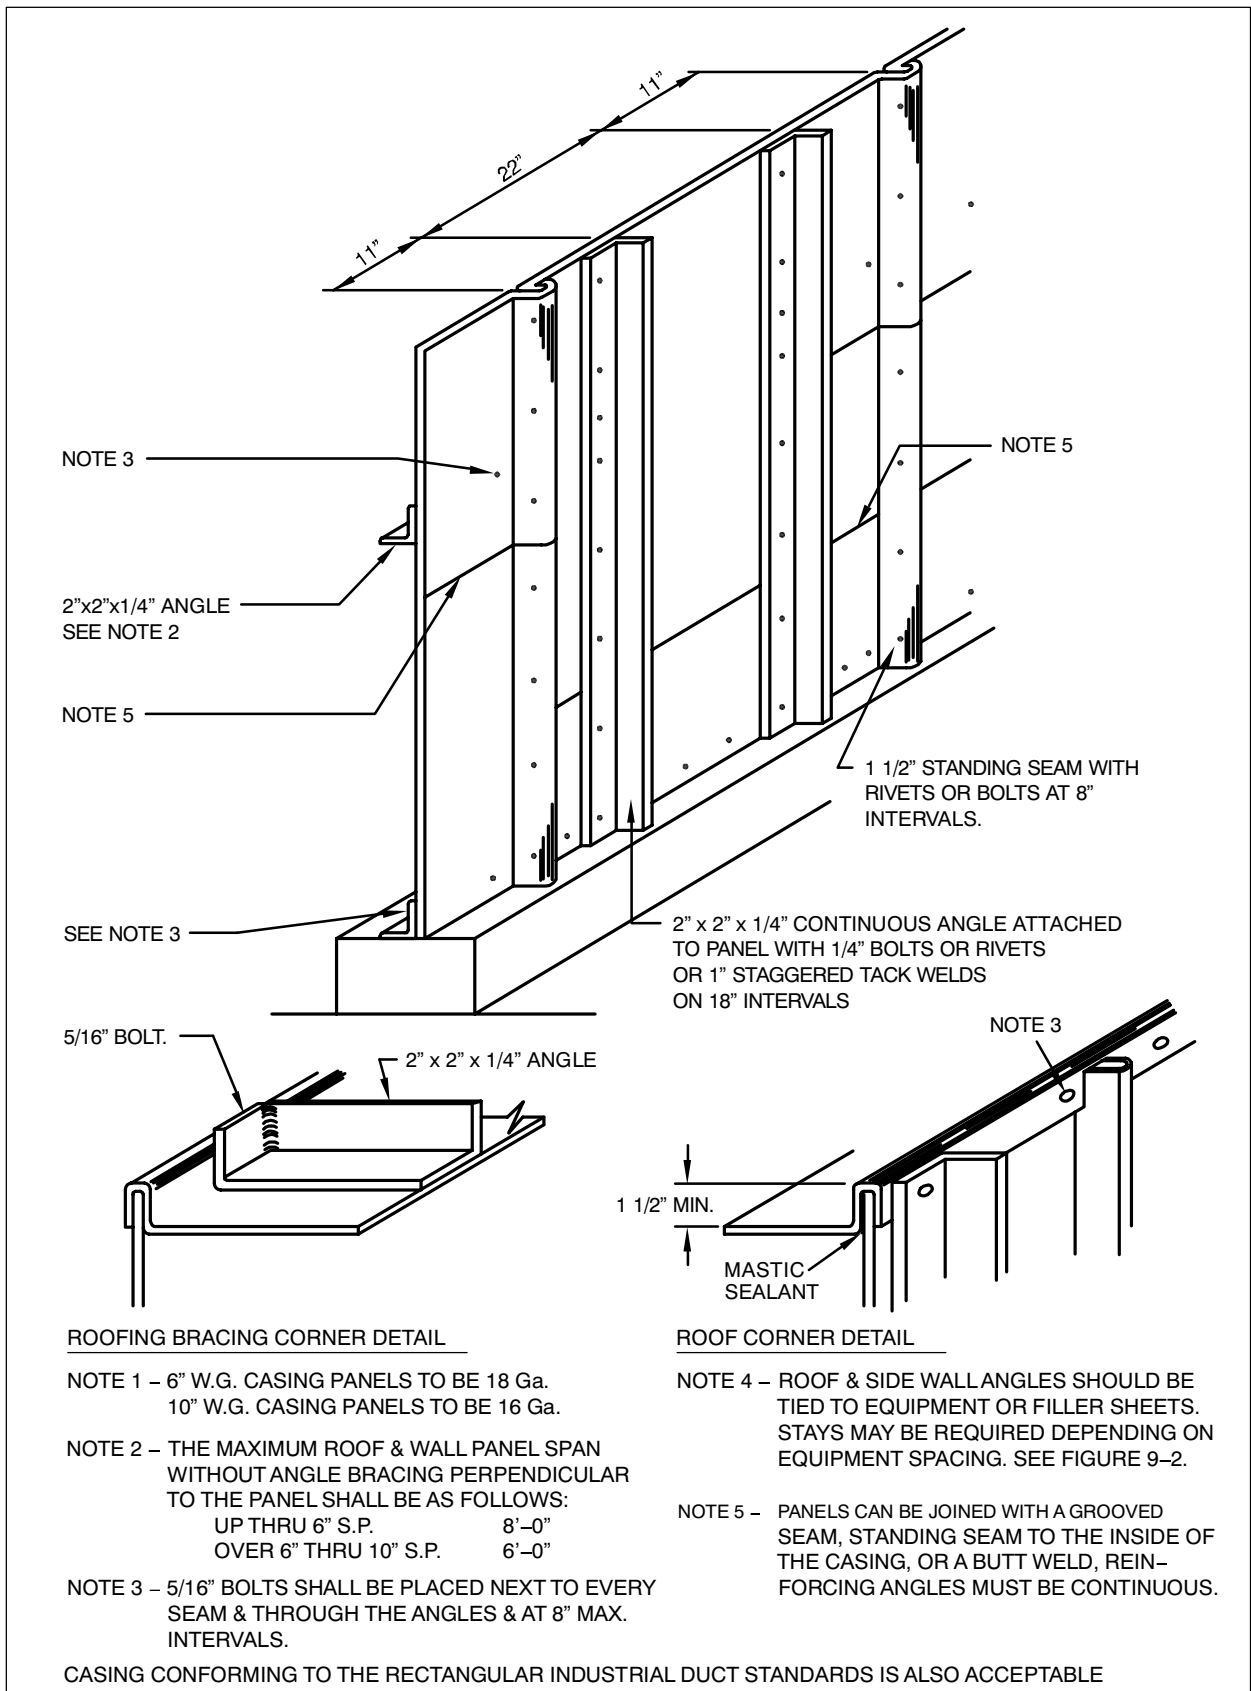 11”
22”
11”
NOTE 3
NOTE 5
2”x2”x1/4” ANGLE
SEE NOTE 2
NOTE 5
1 1/2” STANDING SEAM WITH
RIVETS OR BOLTS AT 8”
INTERVALS.
SEE NOTE 3
2” x 2” x 1/4” CONTINUOUS ANGLE ATTACHED
TO PANEL WITH 1/4” BOLTS OR RIVETS
OR 1” STAGGERED TACK WELDS
ON 18” INTERVALS
5/16” BOLT.
2” x 2” x 1/4” ANGLE
NOTE 3
1 1/2” MIN.
MASTIC
SEALANT
ROOFING BRACING CORNER DETAIL
NOTE 1 – 6” W.G. CASING PANELS TO BE 18 Ga.
10” W.G. CASING PANELS TO BE 16 Ga.
NOTE 2 – THE MAXIMUM ROOF & WALL PANEL SPAN
WITHOUT ANGLE BRACING PERPENDICULAR
TO THE PANEL SHALL BE AS FOLLOWS:
UP THRU 6” S.P. 8’–0”
OVER 6” THRU 10” S.P. 6’–0”
NOTE 3 – 5/16” BOLTS SHALL BE PLACED NEXT TO EVERY
SEAM & THROUGH THE ANGLES & AT 8” MAX.
INTERVALS.
ROOF CORNER DETAIL
NOTE 4 – ROOF & SIDE WALL ANGLES SHOULD BE
TIED TO EQUIPMENT OR FILLER SHEETS.
STAYS MAY BE REQUIRED DEPENDING ON
EQUIPMENT SPACING. SEE FIGURE 9–2.
NOTE 5 – PANELS CAN BE JOINED WITH A GROOVED
SEAM, STANDING SEAM TO THE INSIDE OF
THE CASING, OR A BUTT WELD, REIN–
FORCING ANGLES MUST BE CONTINUOUS.
CASING CONFORMING TO THE RECTANGULAR INDUSTRIAL DUCT STANDARDS IS ALSO ACCEPTABLE